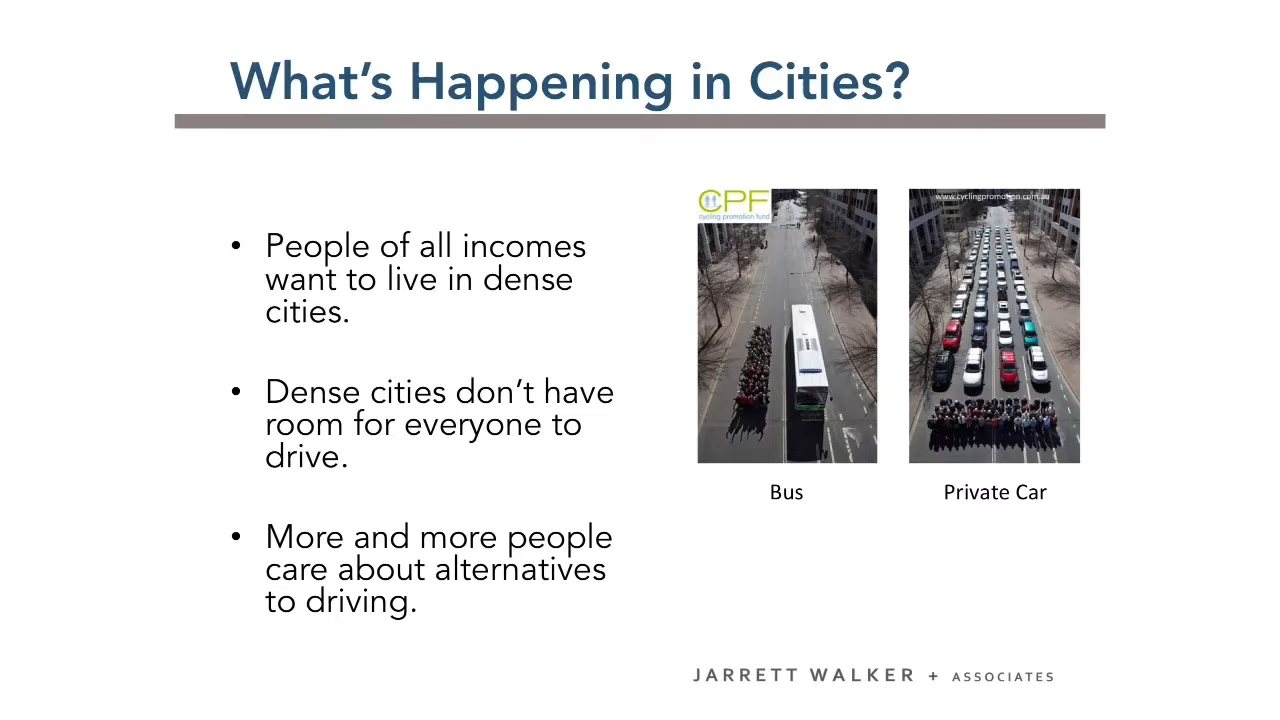 What's Happening in Cities?
• People of all incomes
want to live in dense
cities.
• Dense cities don't have
room for everyone to
drive.
• More and more people
care about alternatives
to driving.
CPF
cycling promotion fund
www.cyclingpromotion.com.au
Bus
Private Car
JARRETT WALKER + ASSOCIATES